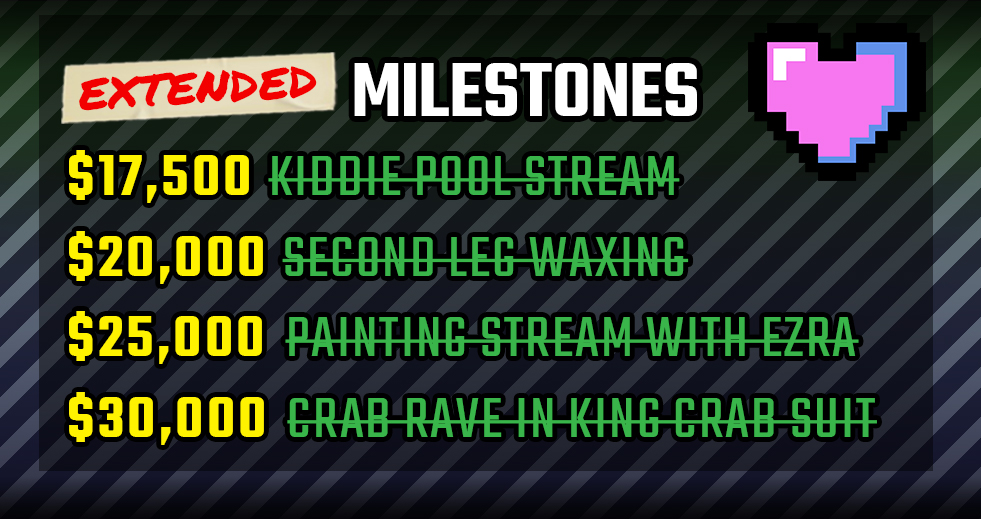 EXTENDED MILESTONES
$17,500 KIDDIE POOL STREAM
$20,000 SECOND LEG WAXING
$25,000 PAINTING STREAM WITH EZRA
$30,000 CRAB RAVE IN KING CRAB SUIT